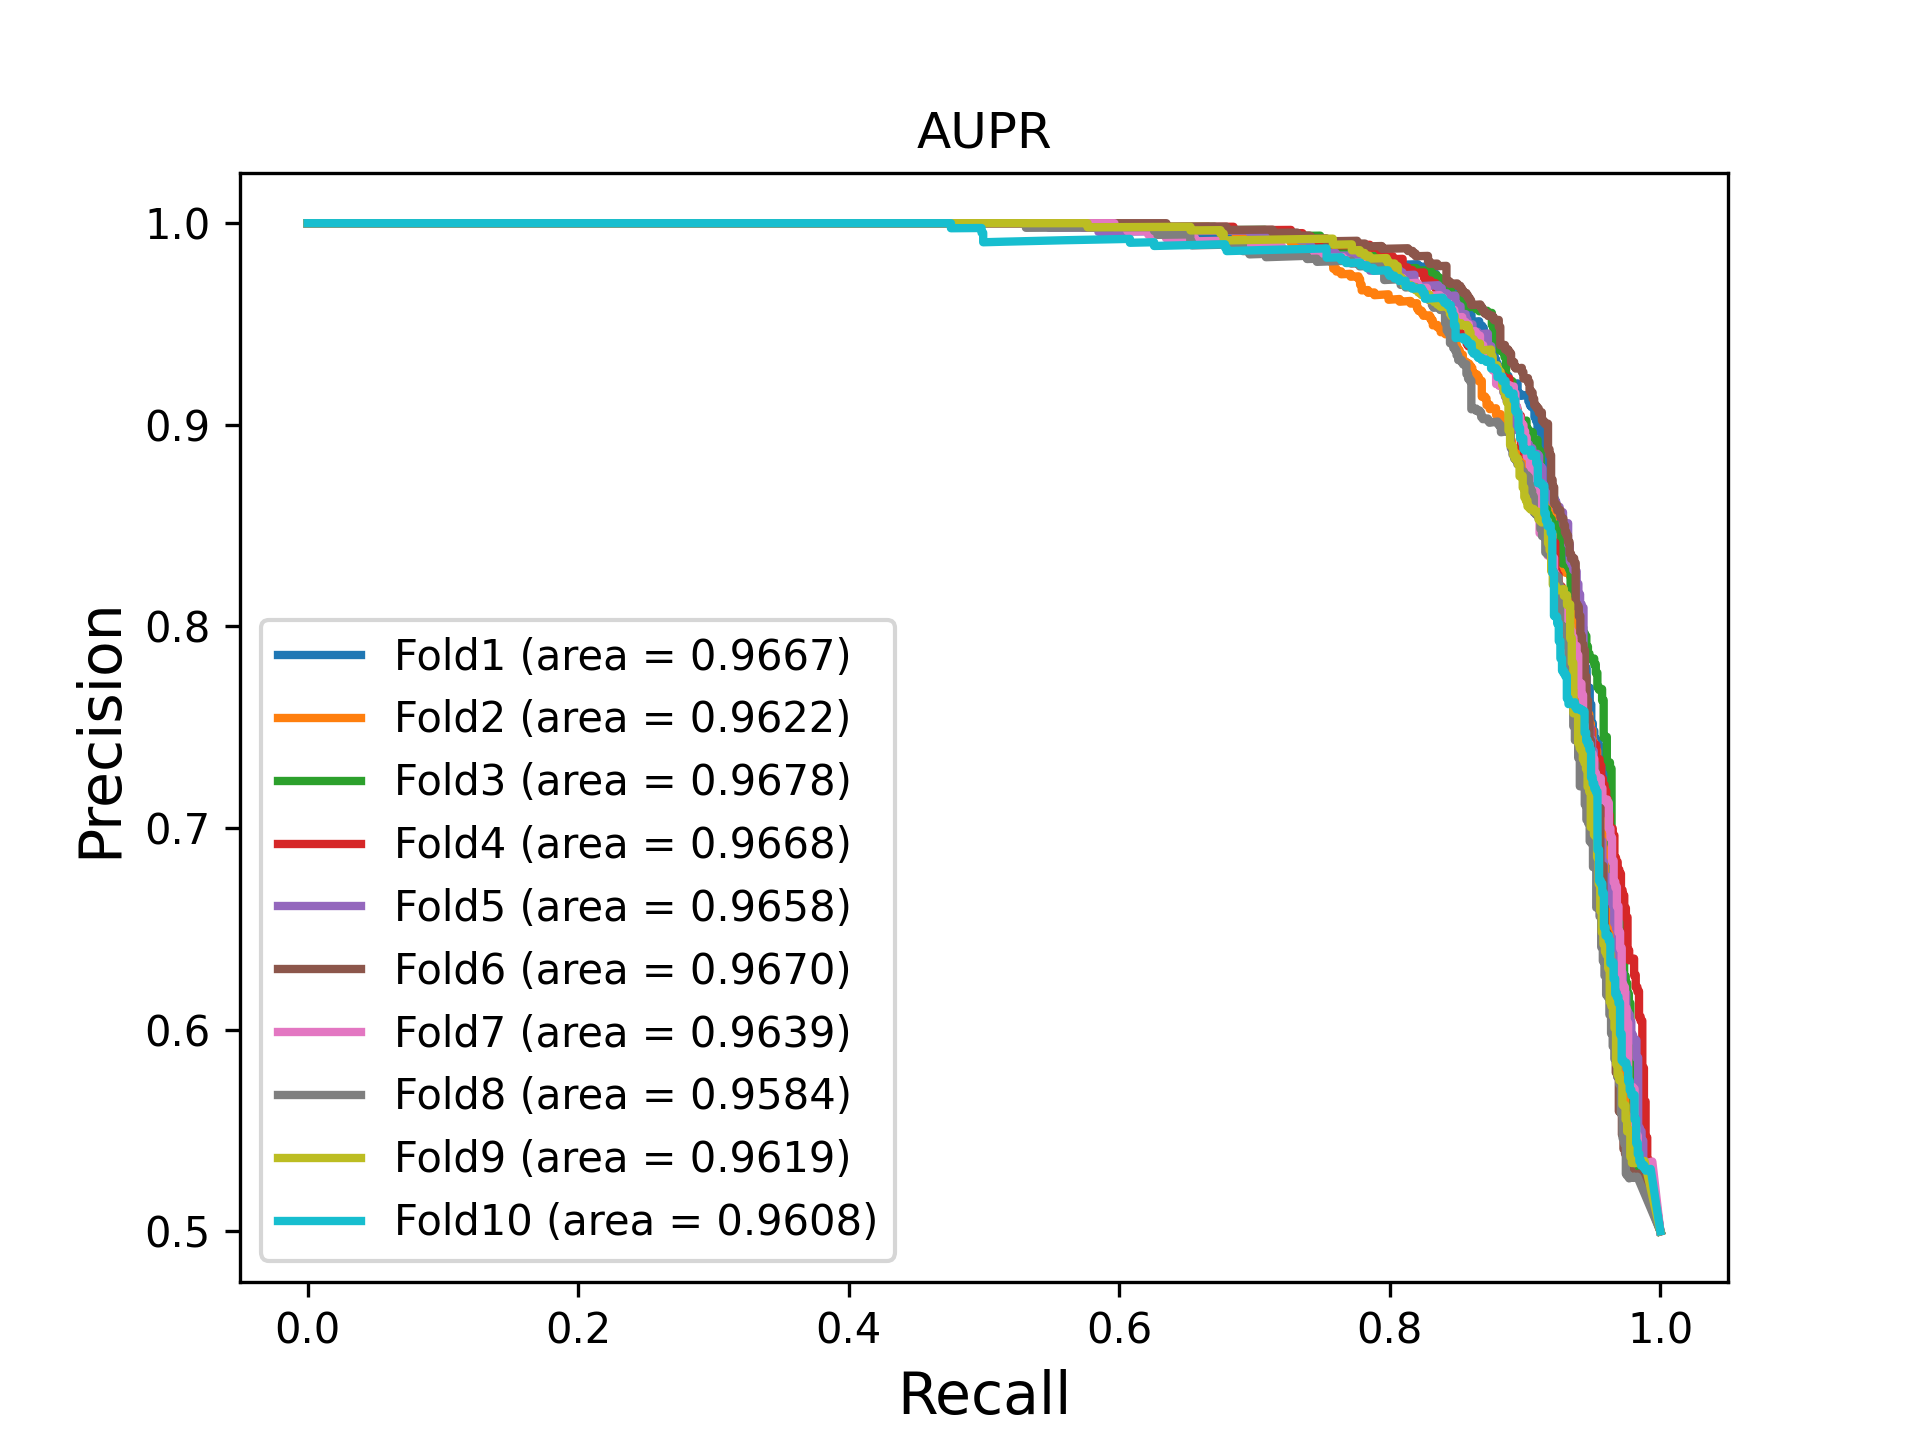 AUPR
1.0
0.9
0.8
0.7
0.6
0.5
Precision
Fold1 (area = 0.9667)
Fold2 (area = 0.9622)
Fold3 (area = 0.9678)
Fold4 (area = 0.9668)
Fold5 (area = 0.9658)
Fold6 (area = 0.9670)
Fold7 (area = 0.9639)
Fold8 (area = 0.9584)
Fold9 (area = 0.9619)
Fold10 (area = 0.9608)
0.0 0.2 0.4 0.6 0.8 1.0
Recall